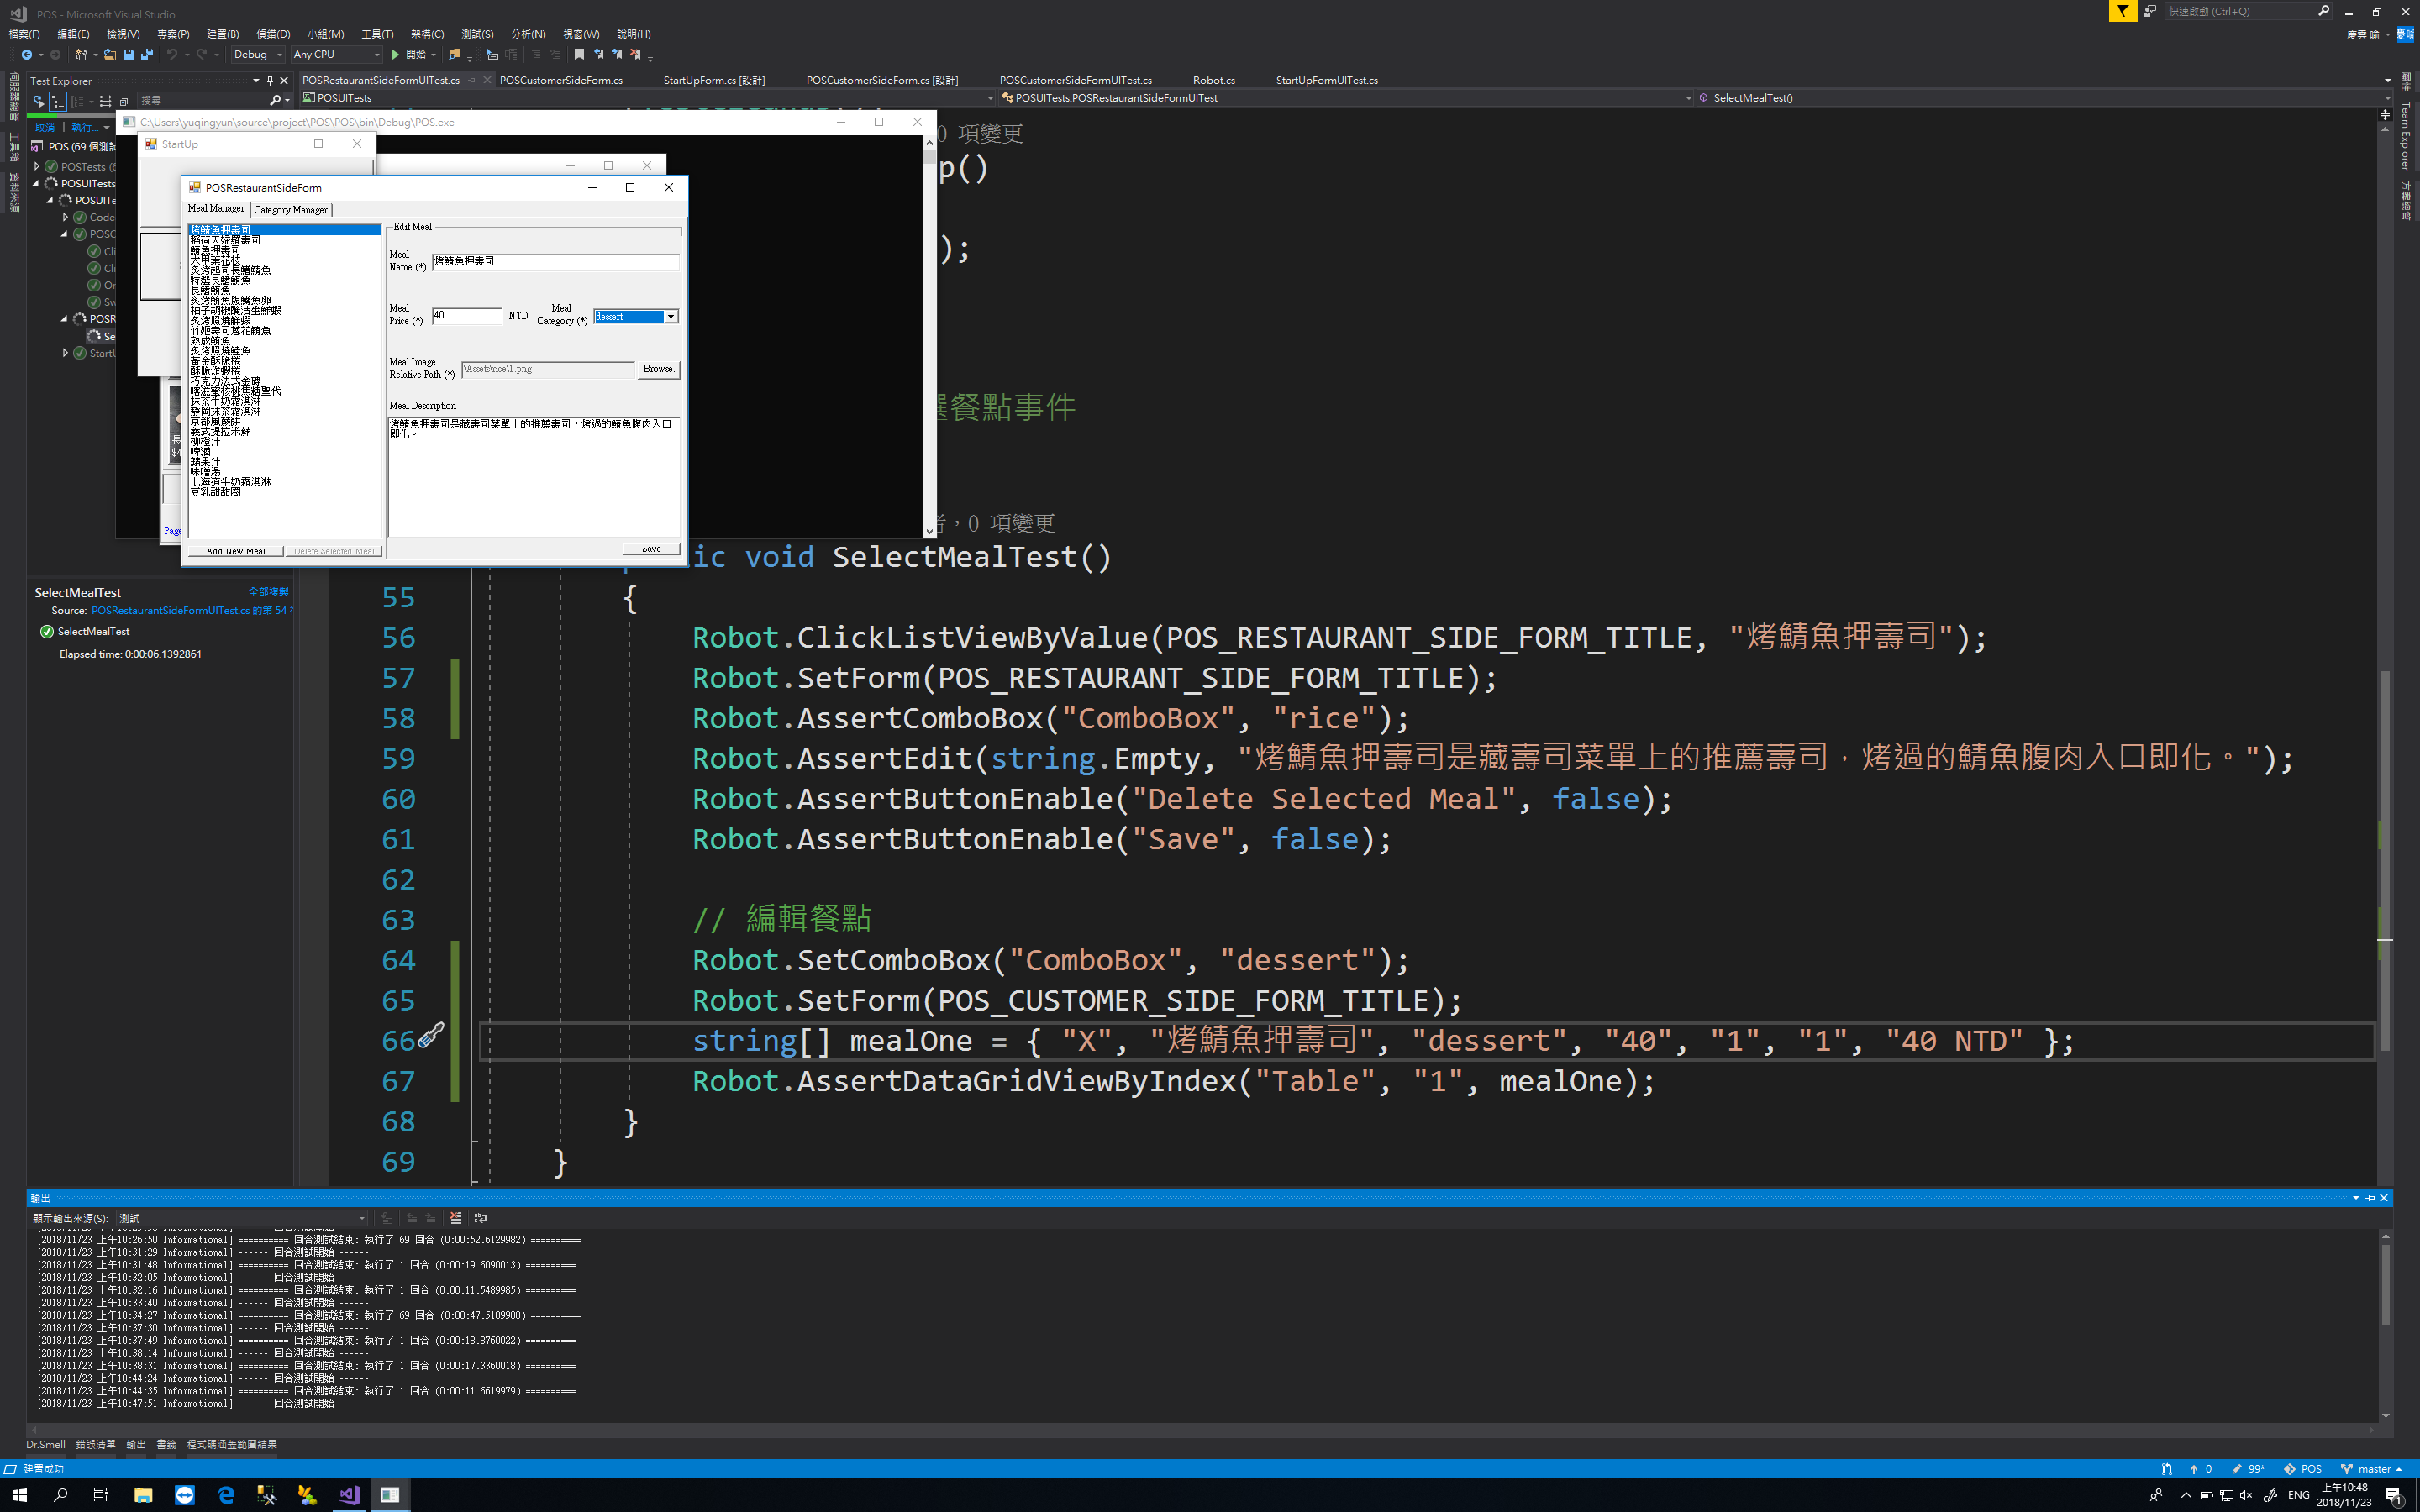 POS - Microsoft Visual Studio
快速啟動 (Ctrl+Q)
檔案(F) 編輯(E) 檢視(V) 專案(P) 建置(B) 偵錯(D) 小組(M) 工具(T) 架構(C) 測試(S) 分析(N) 視窗(W) 說明(H)
慶雲 喻
Debug Any CPU 開始
Test Explorer
POSRestaurantSideFormUITest.cs POSCustomerSideForm.cs StartUpForm.cs [設計] POSCustomerSideForm.cs [設計] POSCustomerSideFormUITest.cs Robot.cs StartUpFormUITest.cs
搜尋
POSUITests POSUITests.POSRestaurantSideFormUITest SelectMealTest()
取消 執行...
C:\Users\yuqingyun\source\project\POS\POS\bin\Debug\POS.exe
0 項變更
POS (69 個測試
StartUp
POSTests (6
p()
POSUITests
POSRestaurantSideForm
POSUITe
Meal Manager Category Manager
Code
POSC
烤鯖魚押壽司
稻荷天婦羅壽司
鯖魚押壽司
大甲葉花枝
炙烤起司長鰭鮪魚
特選長鰭鮪魚
長鰭鮪魚
炙烤照燒鮮蝦
竹姬壽司蔥花鮪魚
熟成鮪魚
炙烤照燒鮭魚
黃金酥脆捲
酥脆炸蝦捲
巧克力法式金磚
喀滋蜜核桃焦糖聖代
抹茶牛奶霜淇淋
靜岡抹茶霜淇淋
京都風蕨餅
義式提拉米蘇
柳橙汁
啤酒
蘋果汁
味噌湯
北海道牛奶霜淇淋
豆乳甜甜圈
Edit Meal
Meal Name (*) 烤鯖魚押壽司
Meal Price (*) 40 NTD Meal Category (*) dessert
Meal Image Relative Path (*) \Assets\rice\1.png Browse.
Meal Description
烤鯖魚押壽司是藏壽司菜單上的推薦壽司，烤過的鯖魚腹肉入口
即化。
Add New Meal Delete Selected Meal Save
Page
);
餐點事件
，0 項變更
ic void SelectMealTest()
55 {
56 Robot.ClickListViewByValue(POS_RESTAURANT_SIDE_FORM_TITLE, "烤鯖魚押壽司");
57 Robot.SetForm(POS_RESTAURANT_SIDE_FORM_TITLE);
58 Robot.AssertComboBox("ComboBox", "rice");
59 Robot.AssertEdit(string.Empty, "烤鯖魚押壽司是藏壽司菜單上的推薦壽司，烤過的鯖魚腹肉入口即化。");
60 Robot.AssertButtonEnable("Delete Selected Meal", false);
61 Robot.AssertButtonEnable("Save", false);
62
63 // 編輯餐點
64 Robot.SetComboBox("ComboBox", "dessert");
65 Robot.SetForm(POS_CUSTOMER_SIDE_FORM_TITLE);
66 string[] mealOne = { "X", "烤鯖魚押壽司", "dessert", "40", "1", "1", "40 NTD" };
67 Robot.AssertDataGridViewByIndex("Table", "1", mealOne);
68 }
69 }
SelectMealTest 全部複製
Source: POSRestaurantSideFormUITest.cs 的第 54
SelectMealTest
Elapsed time: 0:00:06.1392861
Team Explorer
輸出
顯示輸出來源(S): 測試
[2018/11/23 上午10:26:50 Informational] ========== 回合測試結束: 執行了 69 回合 (0:00:52.6129982) ==========
[2018/11/23 上午10:31:29 Informational] ------ 回合測試開始 ------
[2018/11/23 上午10:31:48 Informational] ========== 回合測試結束: 執行了 1 回合 (0:00:19.6090013) ==========
[2018/11/23 上午10:32:05 Informational] ------ 回合測試開始 ------
[2018/11/23 上午10:32:16 Informational] ========== 回合測試結束: 執行了 1 回合 (0:00:11.5489985) ==========
[2018/11/23 上午10:33:40 Informational] ------ 回合測試開始 ------
[2018/11/23 上午10:34:27 Informational] ========== 回合測試結束: 執行了 69 回合 (0:00:47.5109988) ==========
[2018/11/23 上午10:37:30 Informational] ------ 回合測試開始 ------
[2018/11/23 上午10:37:49 Informational] ========== 回合測試結束: 執行了 1 回合 (0:00:18.8760022) ==========
[2018/11/23 上午10:38:14 Informational] ------ 回合測試開始 ------
[2018/11/23 上午10:38:31 Informational] ========== 回合測試結束: 執行了 1 回合 (0:00:17.3360018) ==========
[2018/11/23 上午10:44:24 Informational] ------ 回合測試開始 ------
[2018/11/23 上午10:44:35 Informational] ========== 回合測試結束: 執行了 1 回合 (0:00:11.6619979) ==========
[2018/11/23 上午10:47:51 Informational] ------ 回合測試開始 ------
Dr.Smell 錯誤清單 輸出 書籤 程式碼涵蓋範圍結果
建置成功 0 99* POS master
ENG 上午10:48
2018/11/23